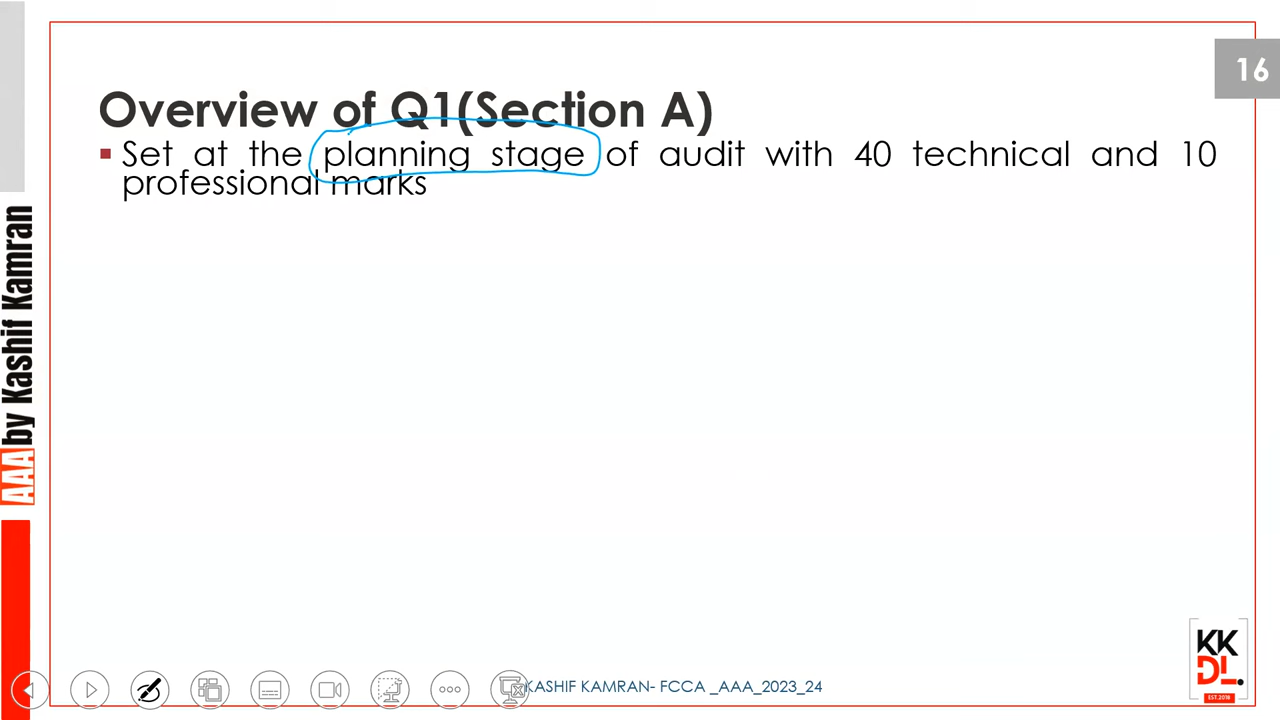 16
Overview of Q1(Section A)
Set at the planning stage of audit with 40 technical and 10
professional marks
AAA by Kashif Kamran
KASHIF KAMRAN- FCCA _AAA_2023_24
KK
DL.
EST.2018